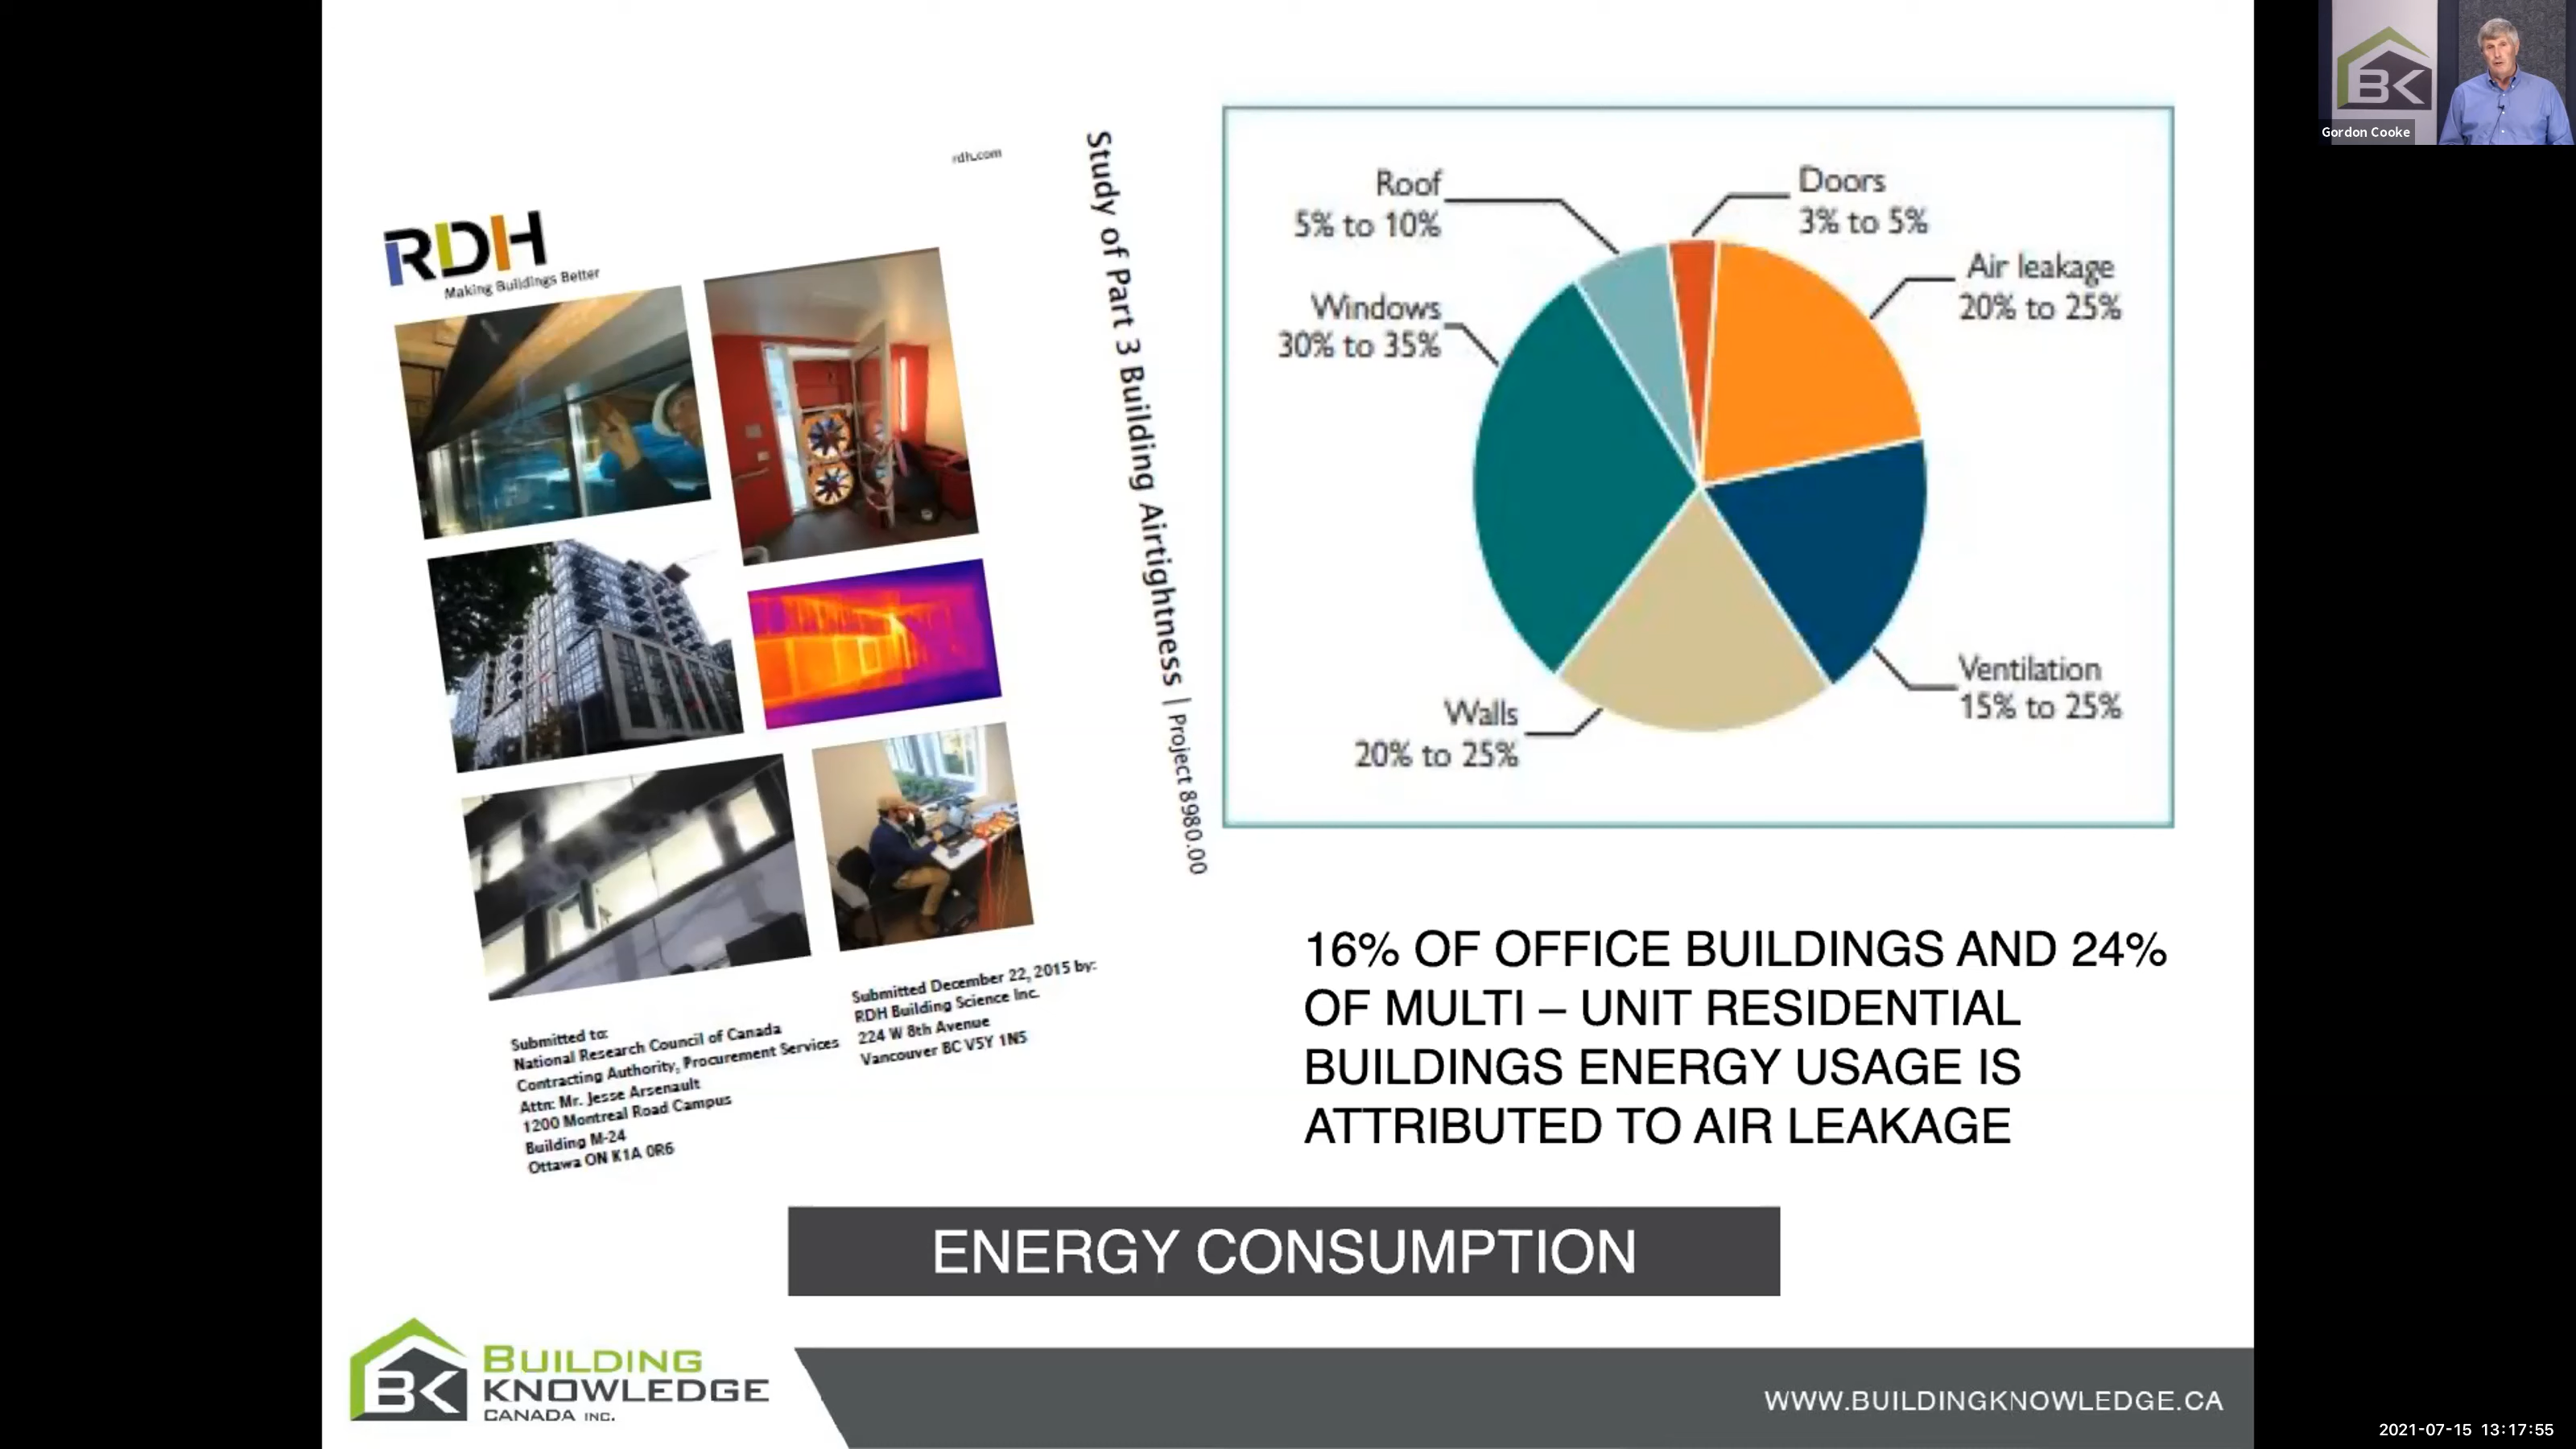 rdh.com
RDH
Making Buildings Better
Study of Part 3 Building Airtightness | Project 8980.00
Submitted to:
National Research Council of Canada
Contracting Authority, Procurement Services
Attn: Mr. Jesse Arsenault
1200 Montreal Road Campus
Building M-24
Ottawa ON K1A 0R6
Submitted December 22, 2015 by:
RDH Building Science Inc.
224 W 8th Avenue
Vancouver BC V5Y 1N5
Roof
5% to 10%
Doors
3% to 5%
Air leakage
20% to 25%
Windows
30% to 35%
Ventilation
15% to 25%
Walls
20% to 25%
16% OF OFFICE BUILDINGS AND 24%
OF MULTI – UNIT RESIDENTIAL
BUILDINGS ENERGY USAGE IS
ATTRIBUTED TO AIR LEAKAGE
ENERGY CONSUMPTION
BK
BUILDING
KNOWLEDGE
CANADA INC.
WWW.BUILDINGKNOWLEDGE.CA
BK
Gordon Cooke
2021-07-15 13:17:55